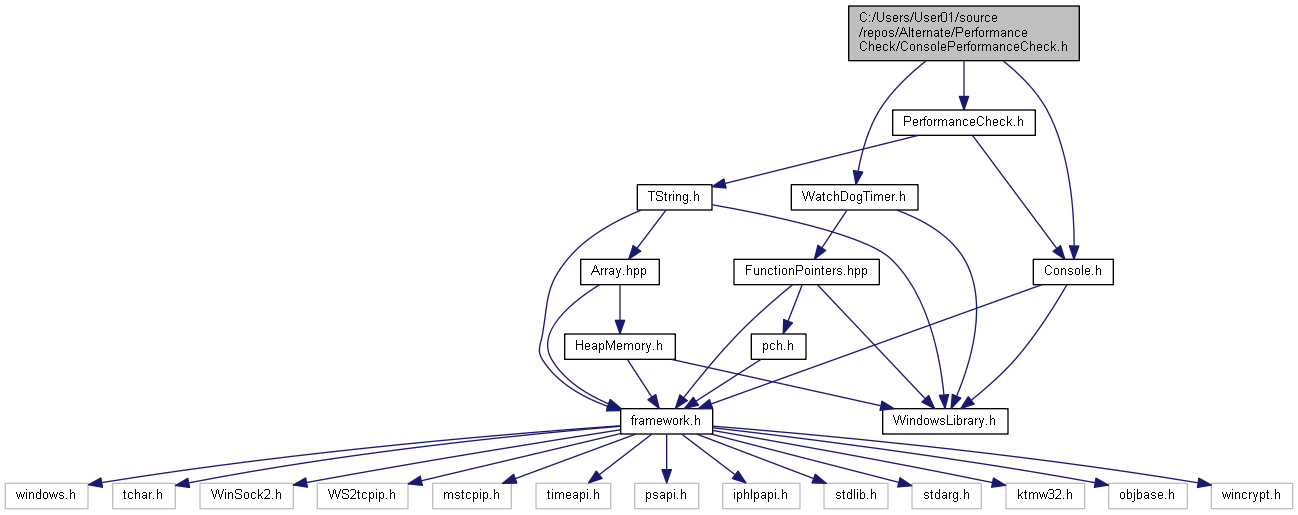 C:/Users/User01/source
/repos/Alternate/Performance
Check/ConsolePerformanceCheck.h
PerformanceCheck.h
TString.h
WatchDogTimer.h
Array.hpp
FunctionPointers.hpp
Console.h
HeapMemory.h
pch.h
framework.h
WindowsLibrary.h
windows.h
tchar.h
WinSock2.h
WS2tcpip.h
mstcpip.h
timeapi.h
psapi.h
iphlpapi.h
stdlib.h
stdarg.h
ktmw32.h
objbase.h
wincrypt.h